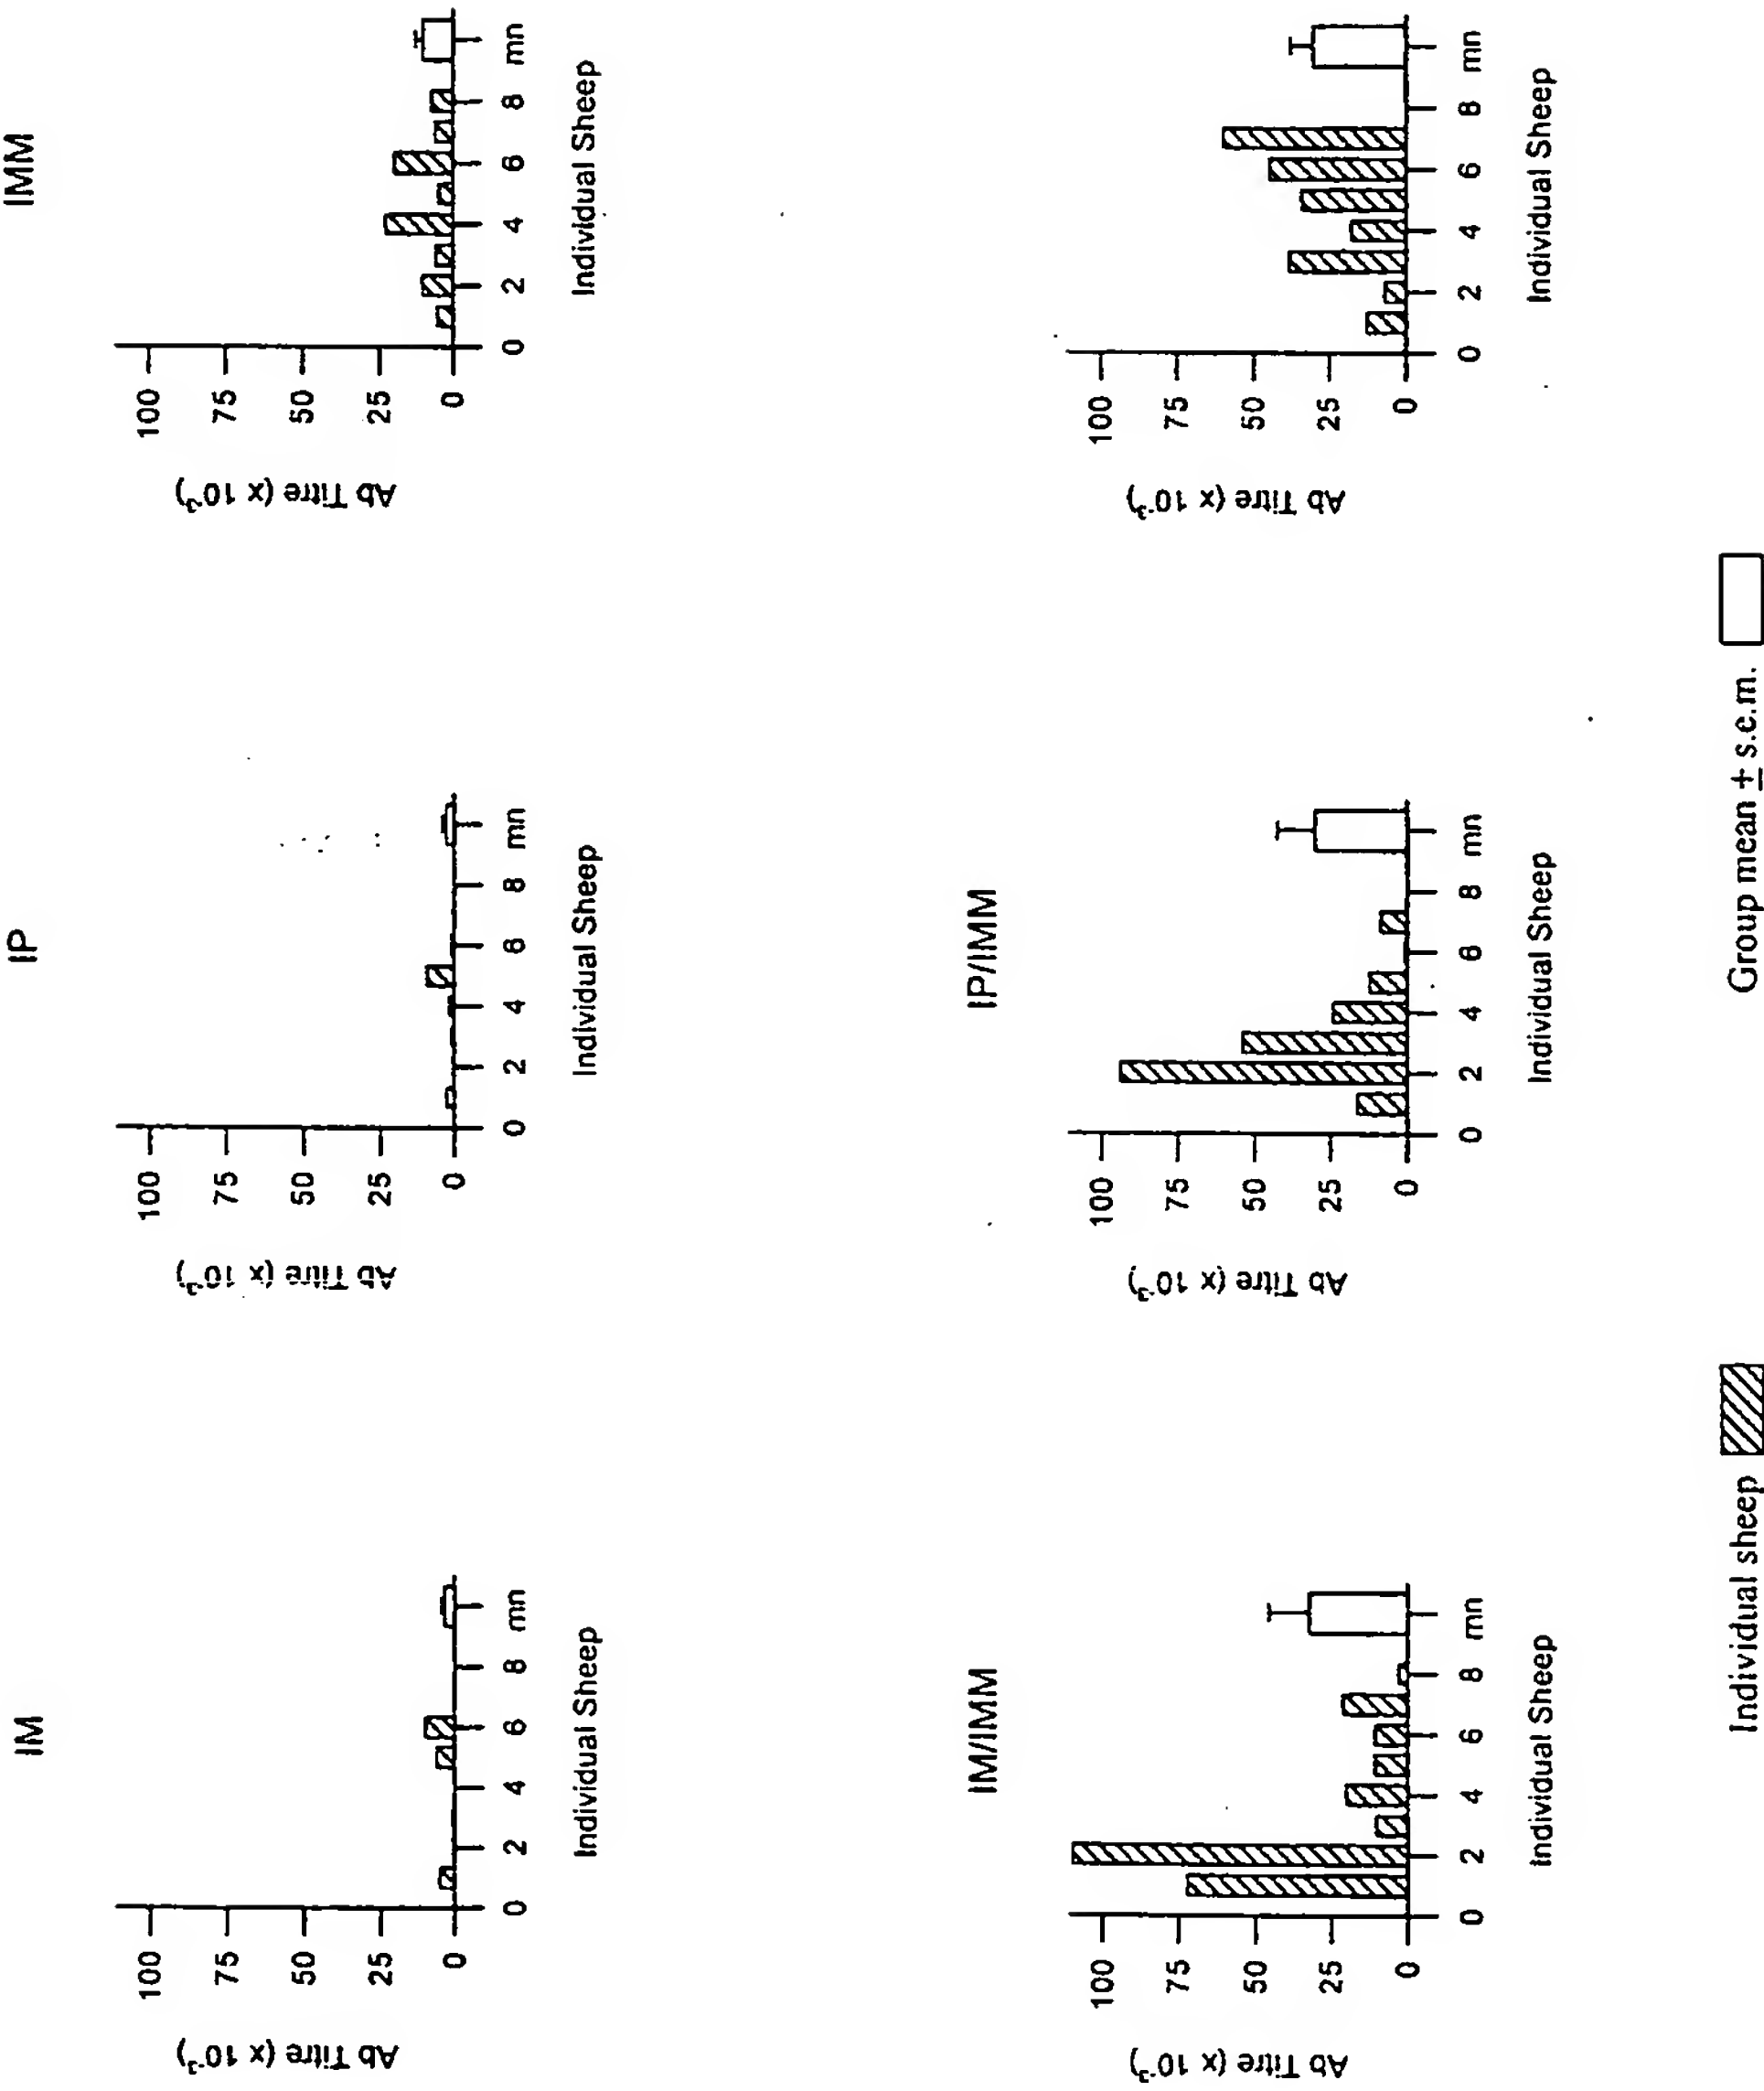 IM
IP
IMM
Ab Titre (x 10⁻³)
100
75
50
25
0
0 2 4 6 8 mn
Individual Sheep
Ab Titre (x 10⁻³)
100
75
50
25
0
0 2 4 6 8 mn
Individual Sheep
Ab Titre (x 10⁻³)
100
75
50
25
0
0 2 4 6 8 mn
Individual Sheep
IM/IMM
IP/IMM
Ab Titre (x 10⁻³)
100
75
50
25
0
0 2 4 6 8 mn
Individual Sheep
Ab Titre (x 10⁻³)
100
75
50
25
0
0 2 4 6 8 mn
Individual Sheep
Ab Titre (x 10⁻³)
100
75
50
25
0
0 2 4 6 8 mn
Individual Sheep
Individual sheep
Group mean ± s.e.m.